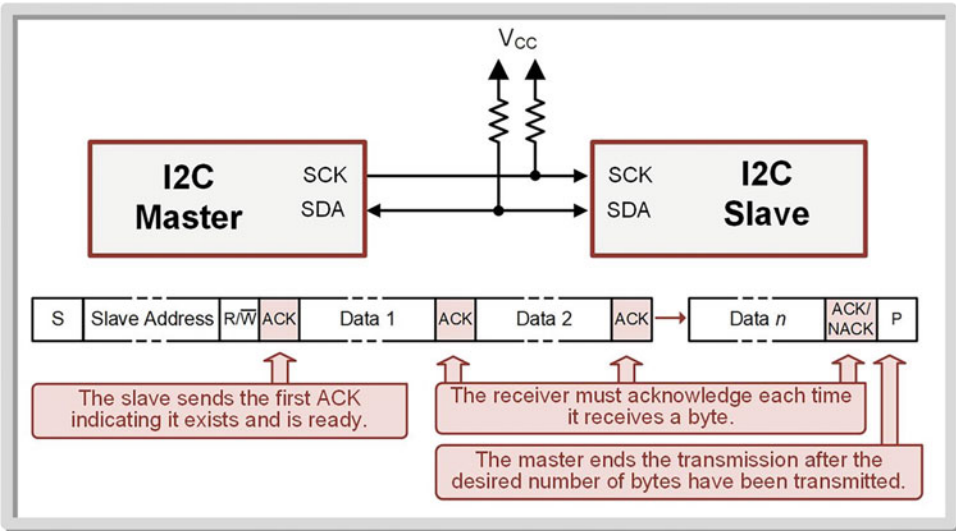 VCC
I2C
Master
SCK
SDA
SCK
SDA
I2C
Slave
S Slave Address R/W̅ ACK Data 1 ACK Data 2 ACK Data n ACK/
NACK P
The slave sends the first ACK
indicating it exists and is ready.
The receiver must acknowledge each time
it receives a byte.
The master ends the transmission after the
desired number of bytes have been transmitted.